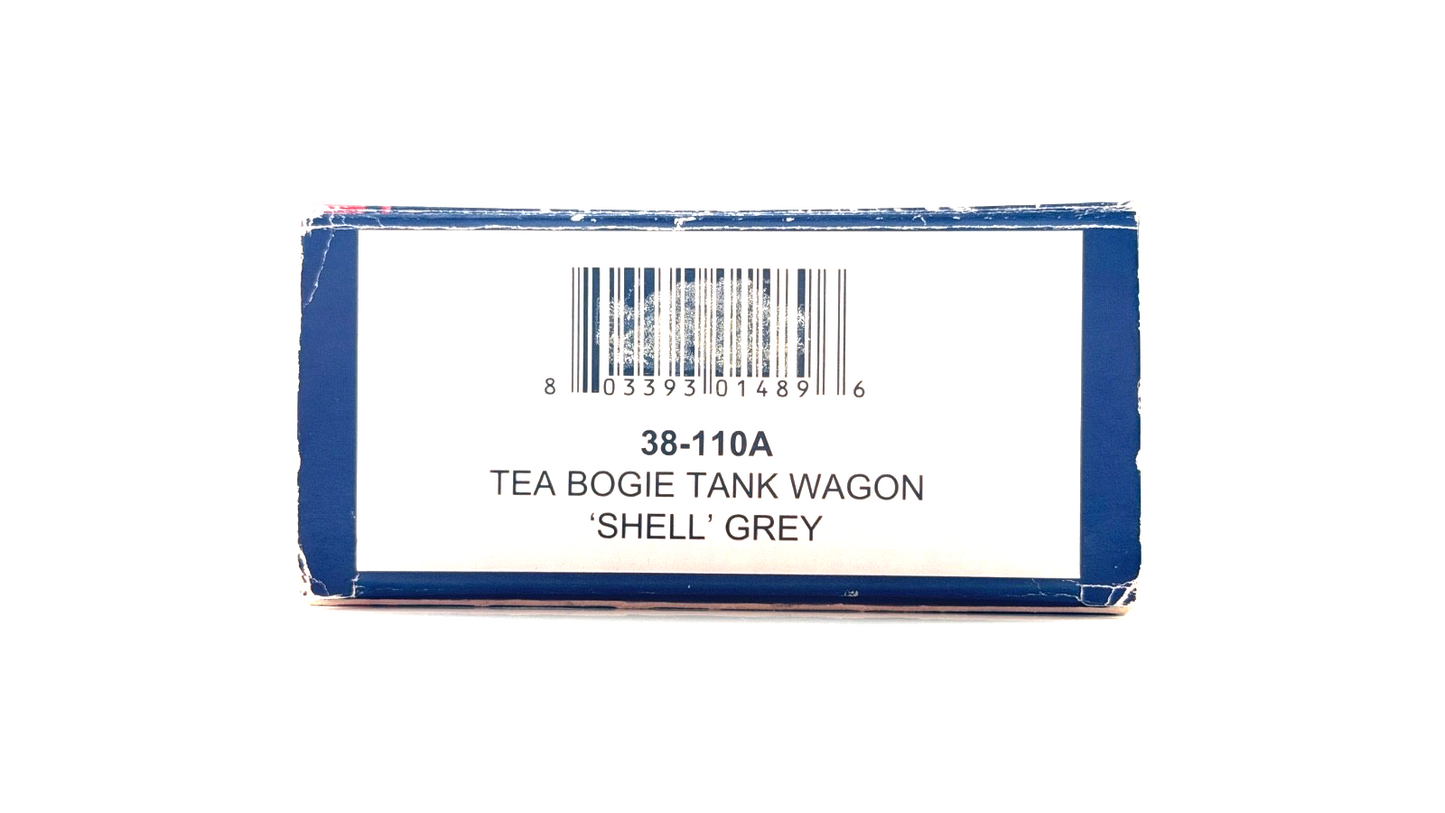 8 03393 01489 6
38-110A
TEA BOGIE TANK WAGON
‘SHELL’ GREY